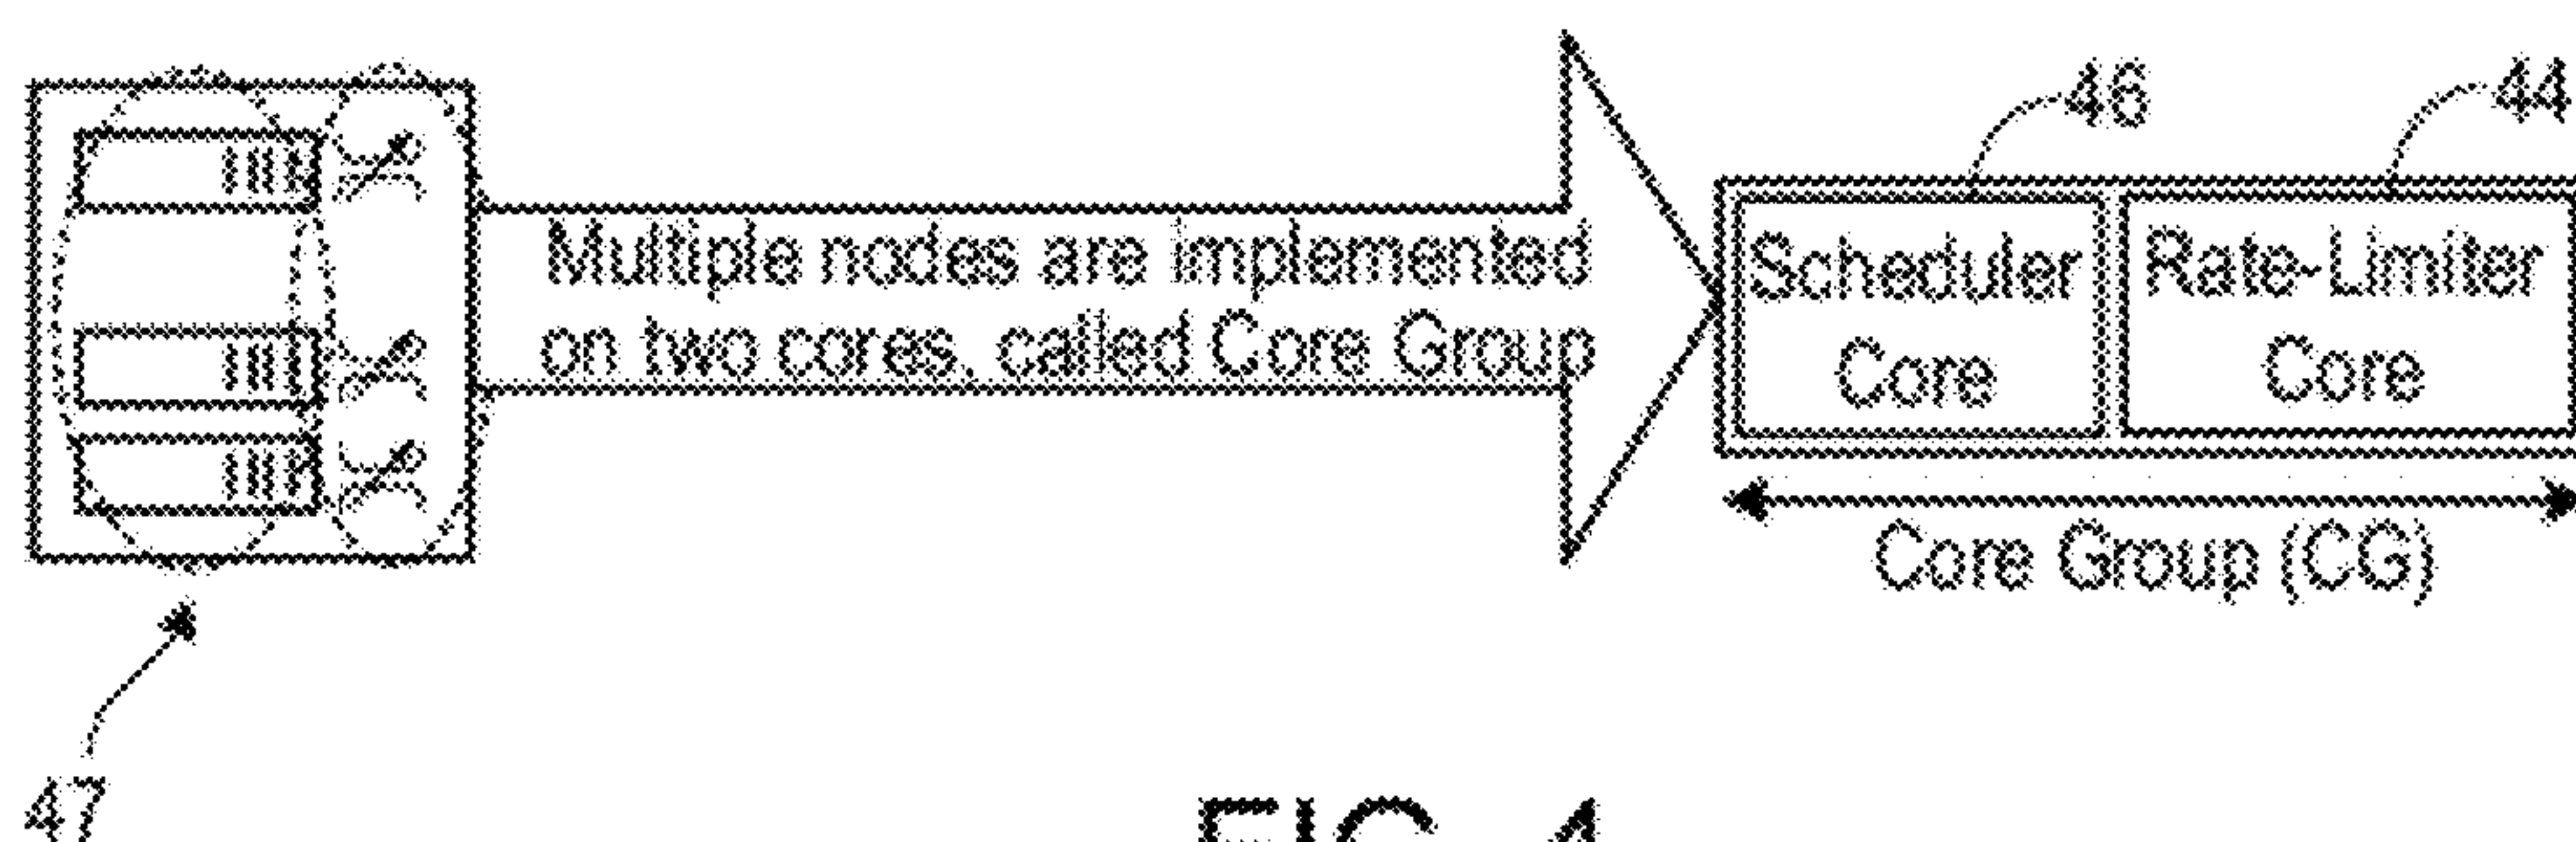 46
44
Multiple nodes are implemented
on two cores, called Core Group
Scheduler
Core
Rate-Limiter
Core
Core Group (CG)
47